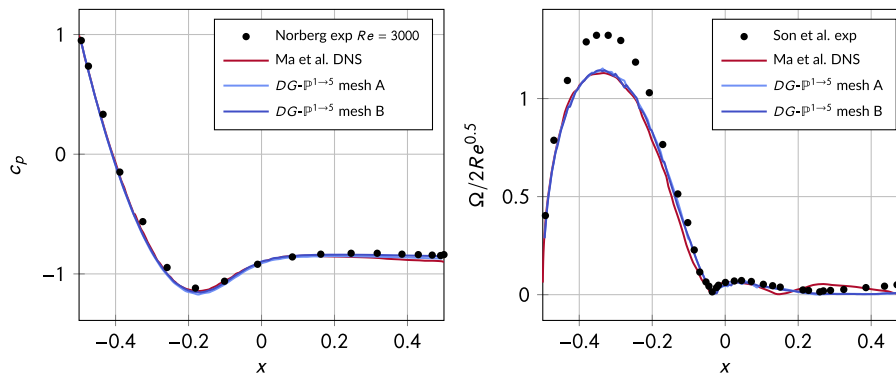 Norberg exp Re = 3000
Ma et al. DNS
DG-ℙ¹→⁵ mesh A
DG-ℙ¹→⁵ mesh B
1
0
−1
c_p
−0.4
−0.2
0
0.2
0.4
x
Son et al. exp
Ma et al. DNS
DG-ℙ¹→⁵ mesh A
DG-ℙ¹→⁵ mesh B
1
0.5
0
Ω/2Re^0.5
−0.4
−0.2
0
0.2
0.4
x